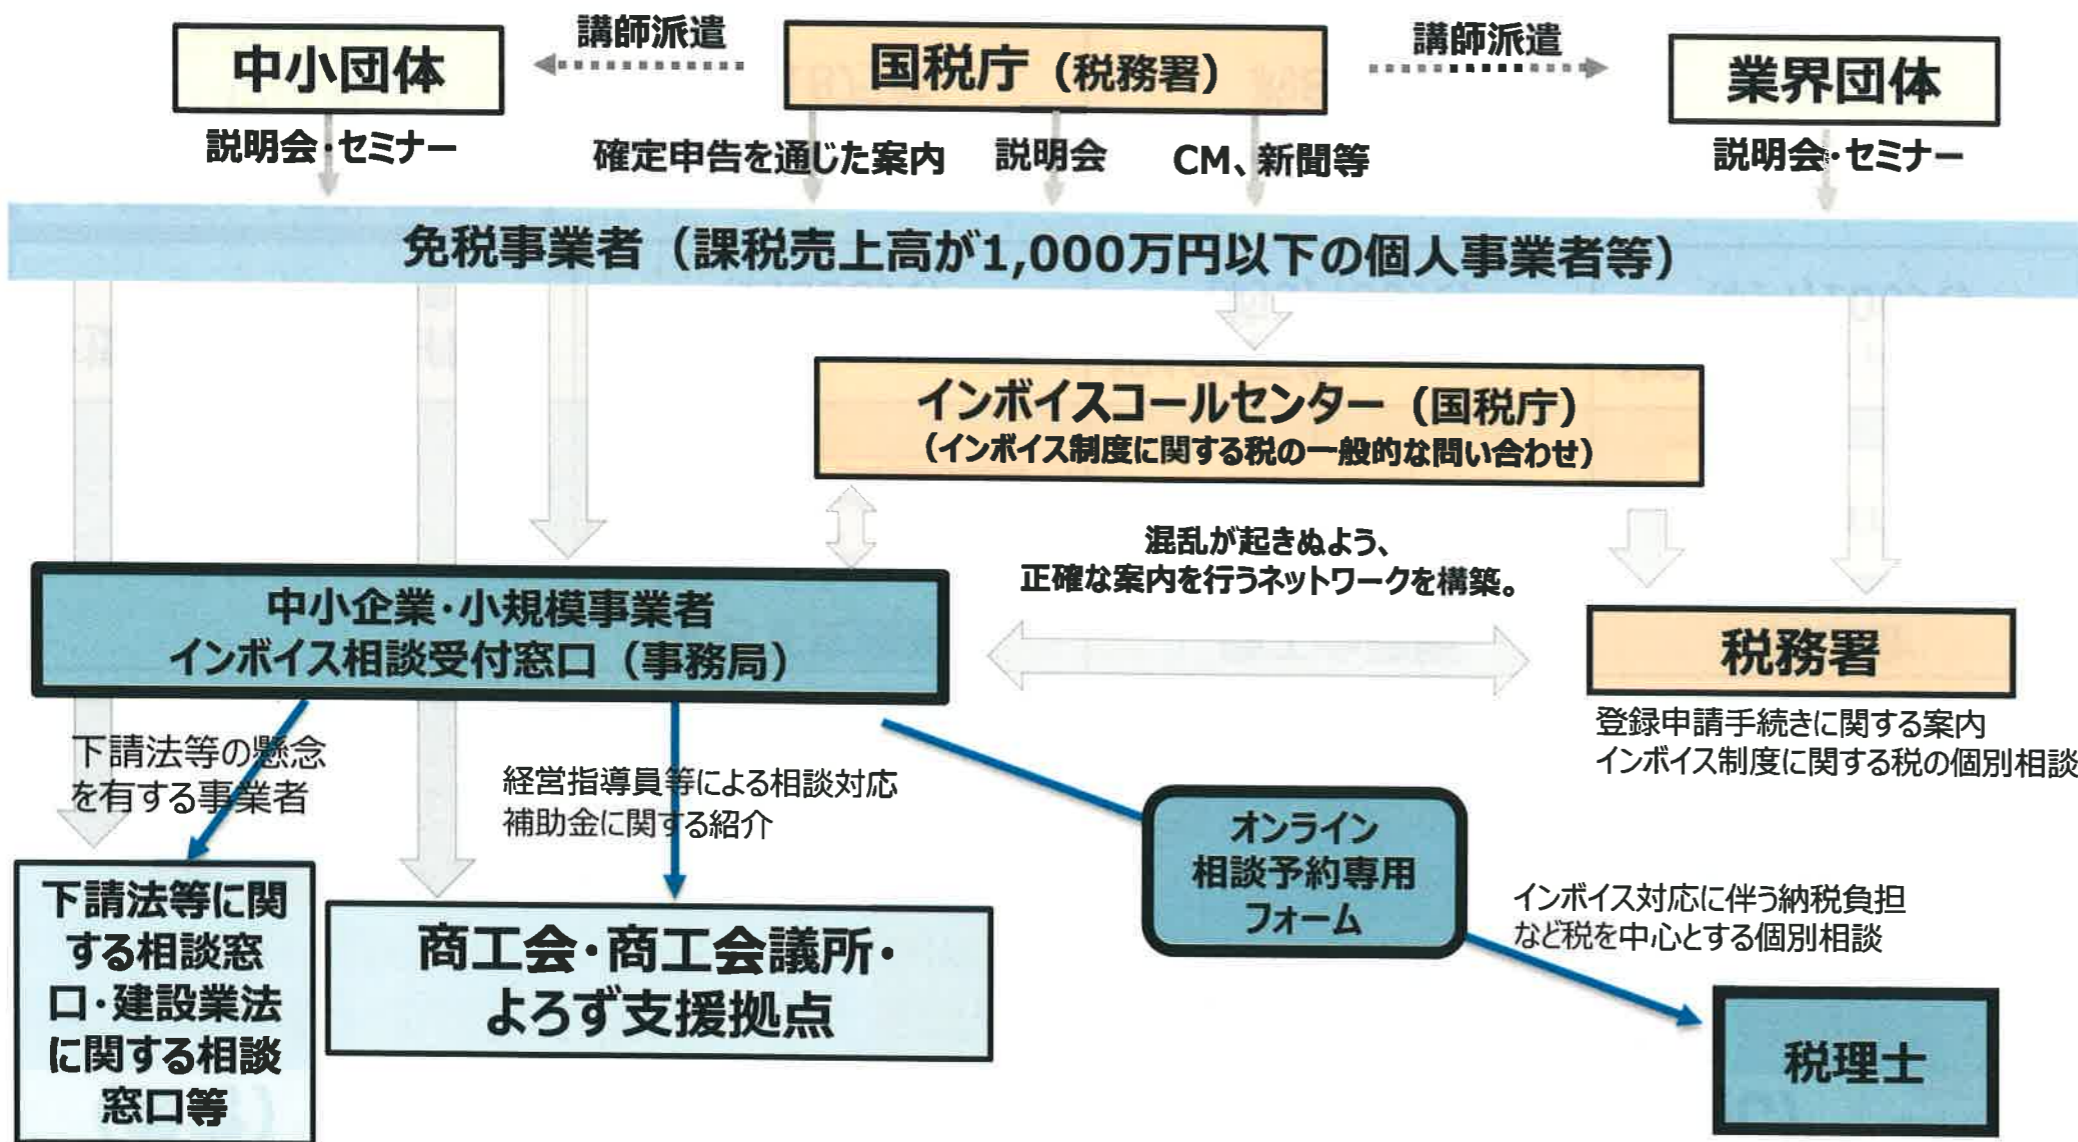 講師派遣
講師派遣
中小団体
国税庁（税務署）
業界団体
説明会・セミナー
確定申告を通じた案内
説明会
CM、新聞等
説明会・セミナー
免税事業者（課税売上高が1,000万円以下の個人事業者等）
インボイスコールセンター（国税庁）
（インボイス制度に関する税の一般的な問い合わせ）
混乱が起きぬよう、
正確な案内を行うネットワークを構築。
中小企業・小規模事業者
インボイス相談受付窓口（事務局）
税務署
登録申請手続きに関する案内
インボイス制度に関する税の個別相談
下請法等の懸念
を有する事業者
経営指導員等による相談対応
補助金に関する紹介
オンライン
相談予約専用
フォーム
インボイス対応に伴う納税負担
など税を中心とする個別相談
下請法等に関
する相談窓
口・建設業法
に関する相談
窓口等
商工会・商工会議所・
よろず支援拠点
税理士